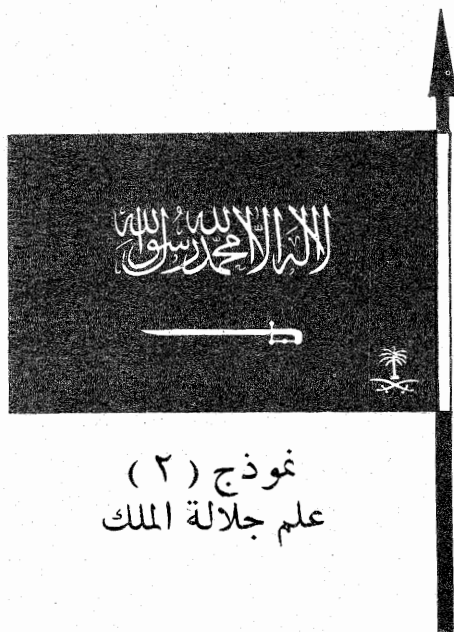 لا إله إلا الله محمد رسول الله
نموذج ( ٢ )
علم جلالة الملك